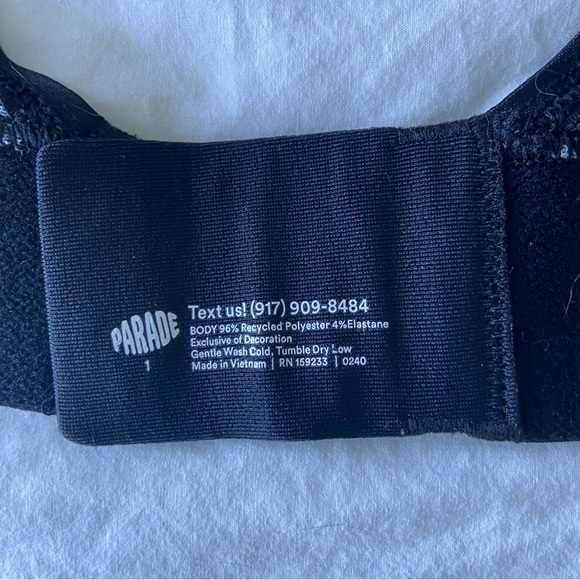 PARADE
1
Text us! (917) 909-8484
BODY 96% Recycled Polyester 4%Elastane
Exclusive of Decoration
Gentle Wash Cold, Tumble Dry Low
Made in Vietnam | RN 159233 | 0240